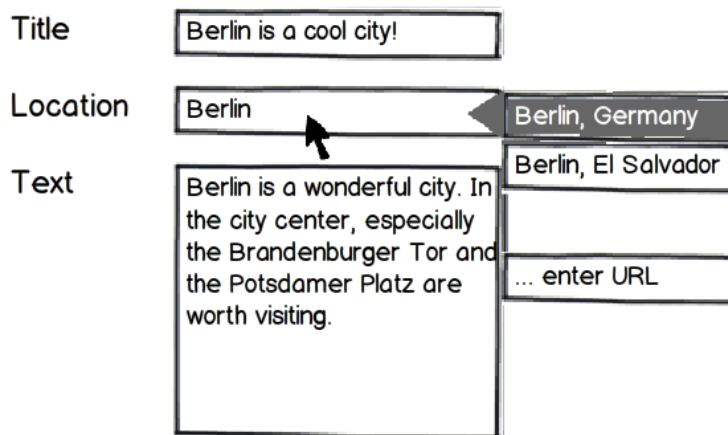 Title
Berlin is a cool city!
Location
Berlin
Berlin, Germany
Berlin, El Salvador
... enter URL
Text
Berlin is a wonderful city. In
the city center, especially
the Brandenburger Tor and
the Potsdamer Platz are
worth visiting.